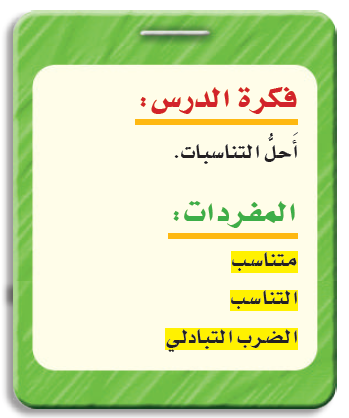 فكرة الدرس:
أَحلُّ التناسبات.
المفردات:
متناسب
التناسب
الضرب التبادلي